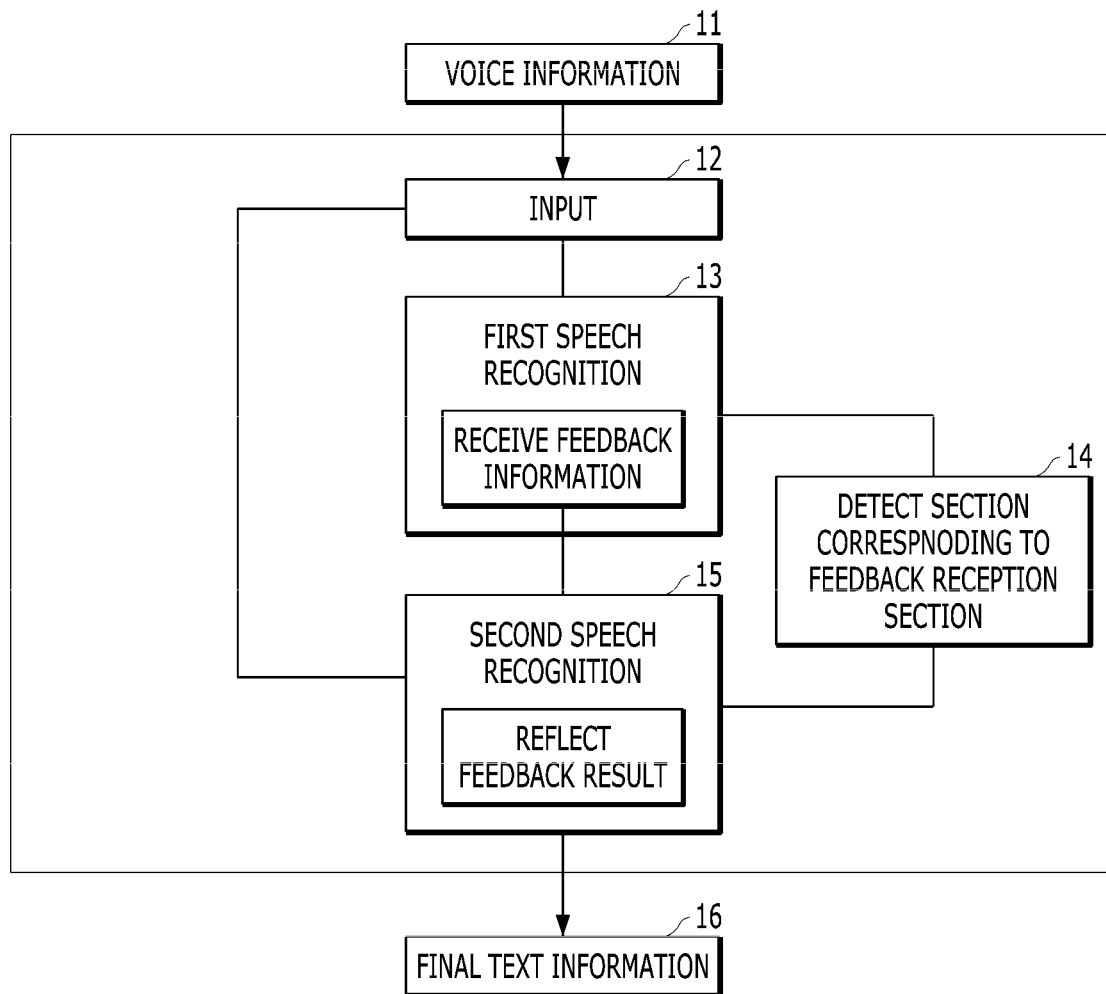 11
VOICE INFORMATION
12
INPUT
13
FIRST SPEECH
RECOGNITION
RECEIVE FEEDBACK
INFORMATION
14
DETECT SECTION
CORRESPNODING TO
FEEDBACK RECEPTION
SECTION
15
SECOND SPEECH
RECOGNITION
REFLECT
FEEDBACK RESULT
16
FINAL TEXT INFORMATION